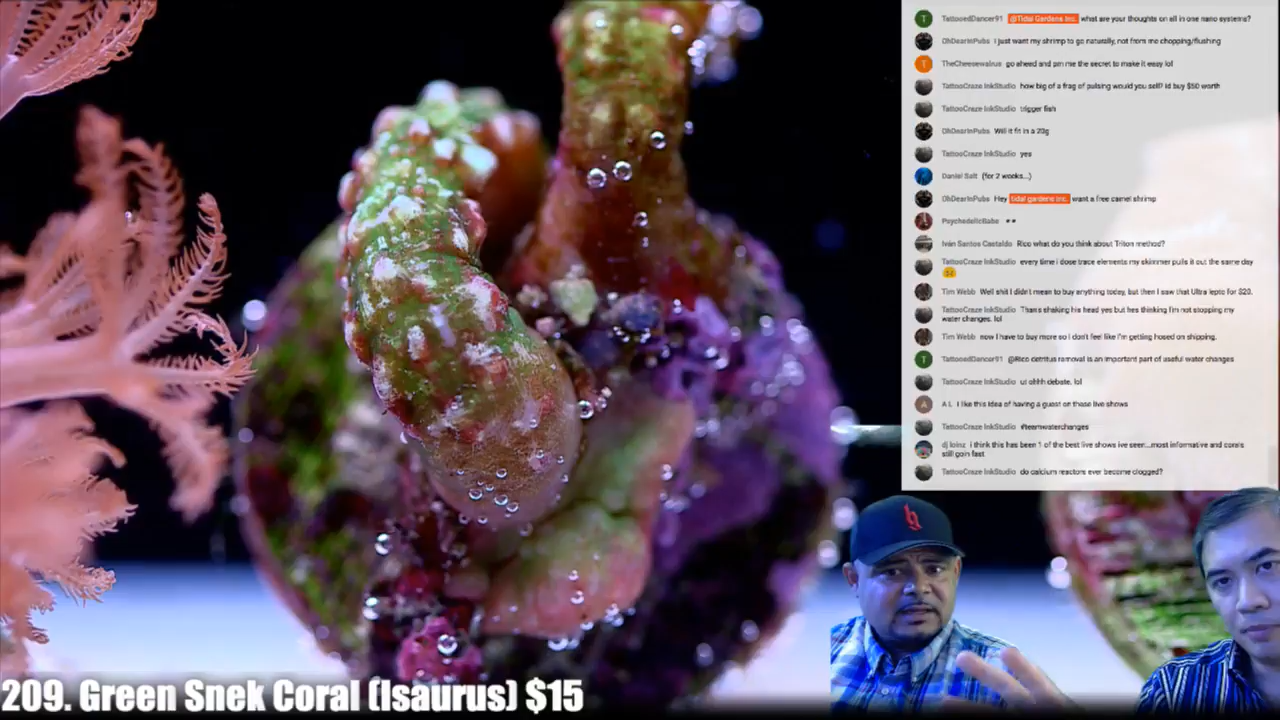 TattooedDancer91 @Tidal Gardens Inc. what are your thoughts on all in one nano systems?
OhDearInPubs i just want my shrimp to go naturally, not from me chopping/flushing
TheCheesewalrus go aheed and pm me the secret to make it easy lol
TattooCraze InkStudio how big of a frag of pulsing would you sell? id buy $50 worth
TattooCraze InkStudio trigger fish
OhDearInPubs Will it fit in a 20g
TattooCraze InkStudio yes
Daniel Salt (for 2 weeks...)
OhDearInPubs Hey tidal gardens inc. want a free camel shrimp
PsychedelicBabe 👀
Iván Santos Castaldo Rico what do you think about Triton method?
TattooCraze InkStudio every time i dose trace elements my skimmer pulls it out the same day
Tim Webb Well shit I didn't mean to buy anything today, but then I saw that Ultra lepto for $20.
TattooCraze InkStudio Thans shaking his head yes but hes thinking I'm not stopping my
water changes. lol
Tim Webb now I have to buy more so I don't feel like I'm getting hosed on shipping.
TattooedDancer91 @Rico detritus removal is an important part of useful water changes
TattooCraze InkStudio ut ohhh debate. lol
A I. I like this idea of having a guest on those live shows
TattooCraze InkStudio #teamwaterchanges
dj loinz i think this has been 1 of the best live shows ive seen...most informative and corals
still goin fast
TattooCraze InkStudio do calcium reactors ever become clogged?
209. Green Snek Coral (Isaurus) $15